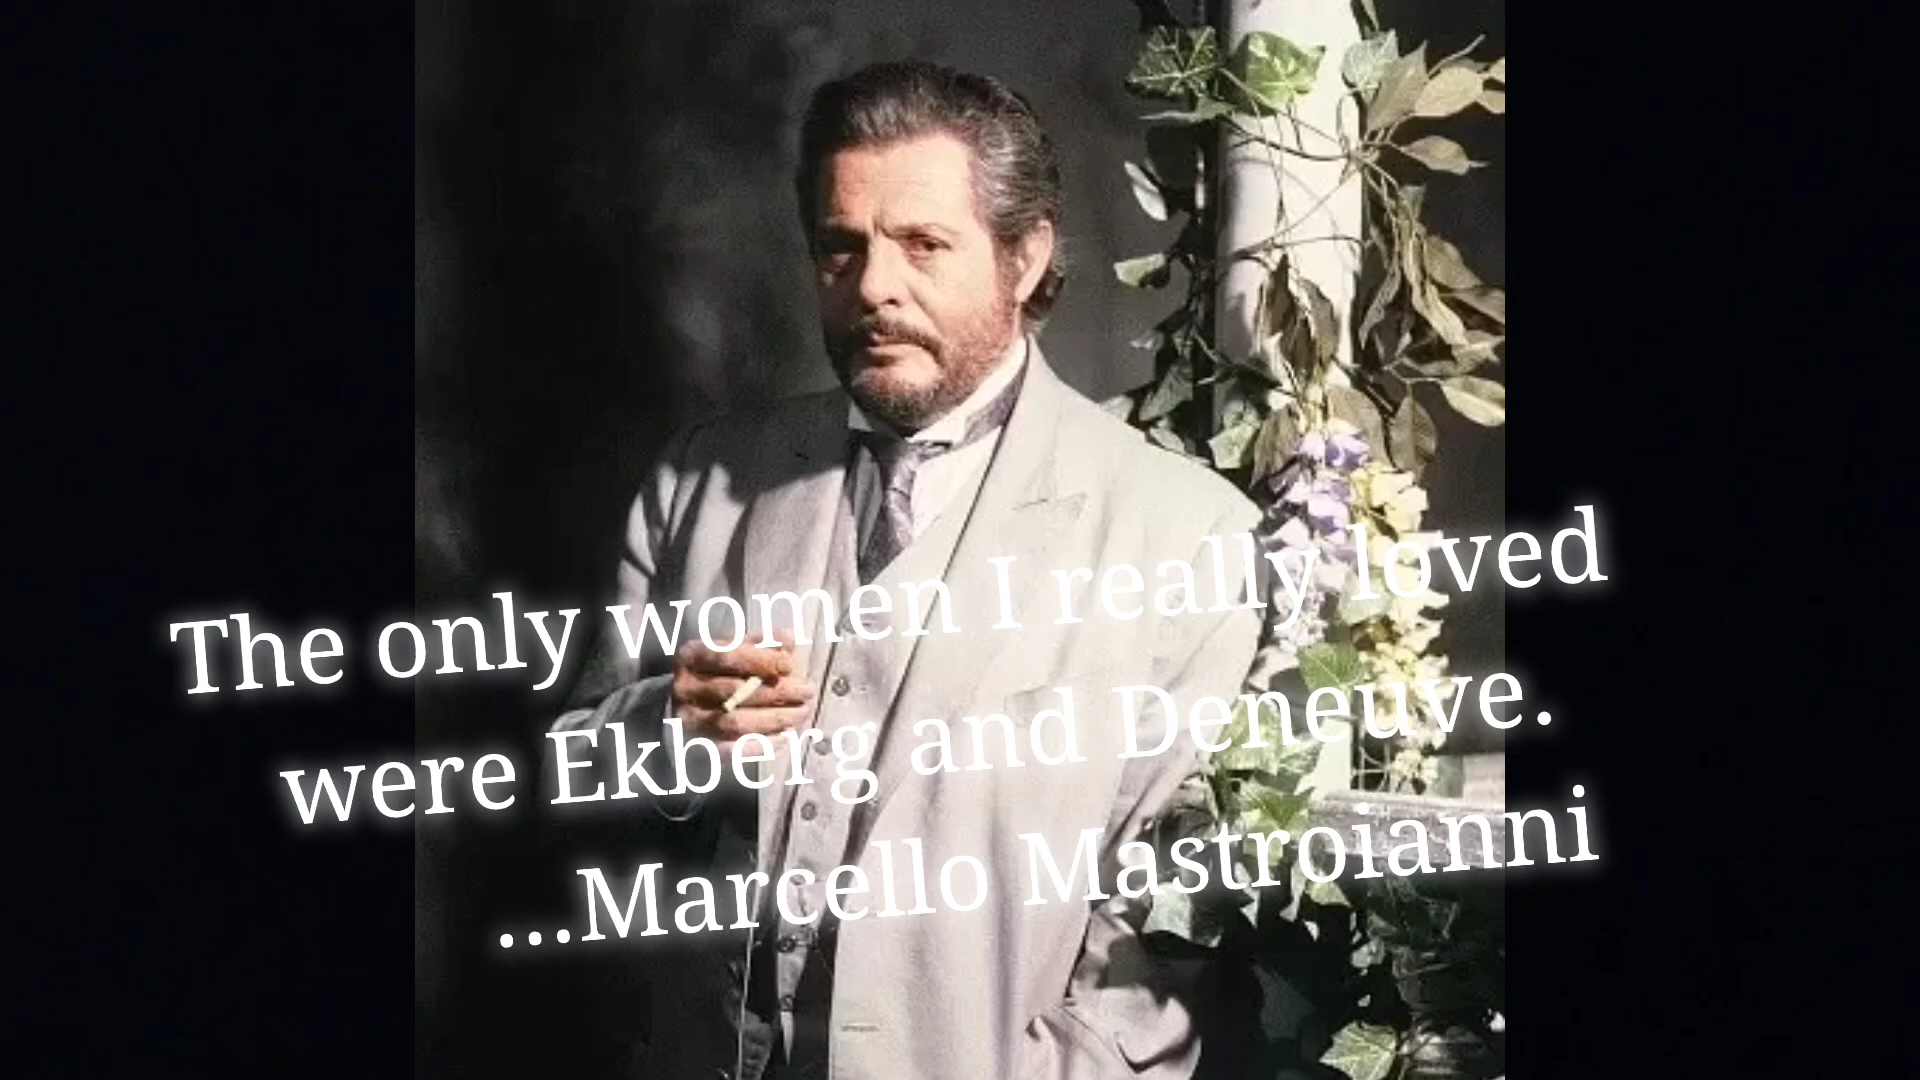 The only women I really loved
were Ekberg and Deneuve.
...Marcello Mastroianni